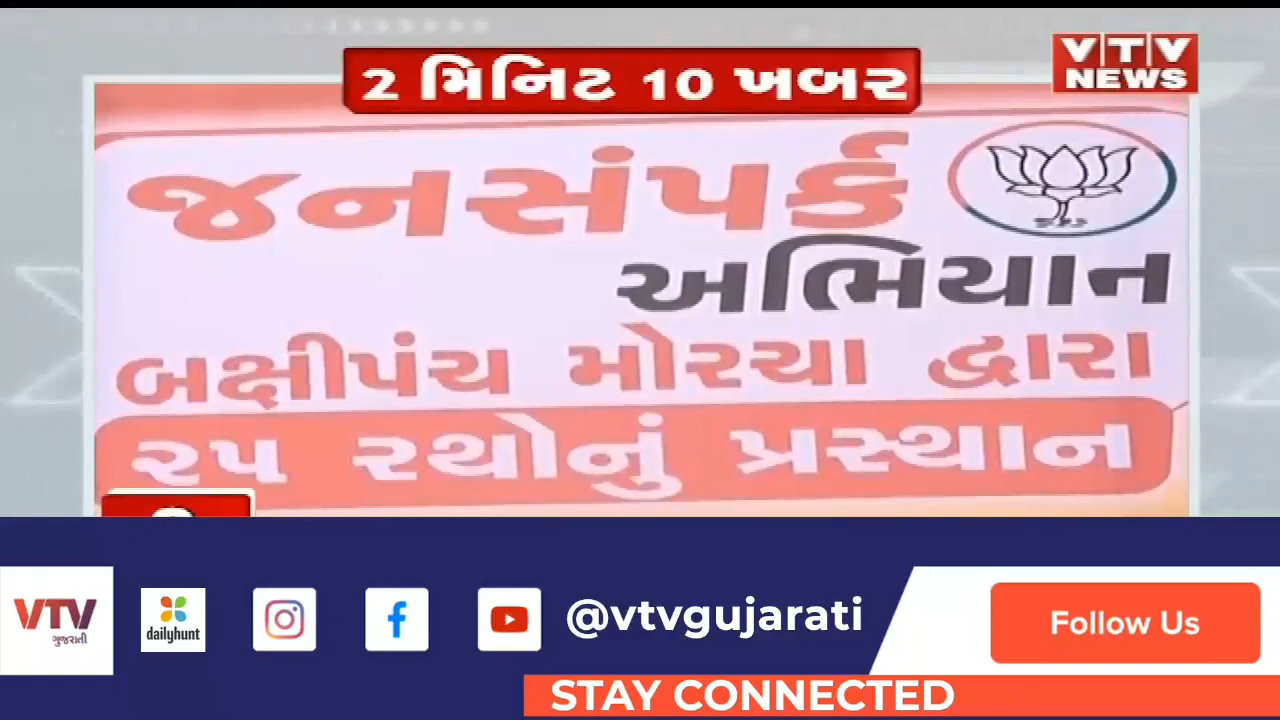 2 મિનિટ 10 ખબર
VTV
NEWS
જનસંપર્ક
અભિયાન
બક્ષીપંચ મોરચા દ્વારા
૨૫ રથોનું પ્રસ્થાન
VTV
ગુજરાતી
dailyhunt
@vtvgujarati
Follow Us
STAY CONNECTED